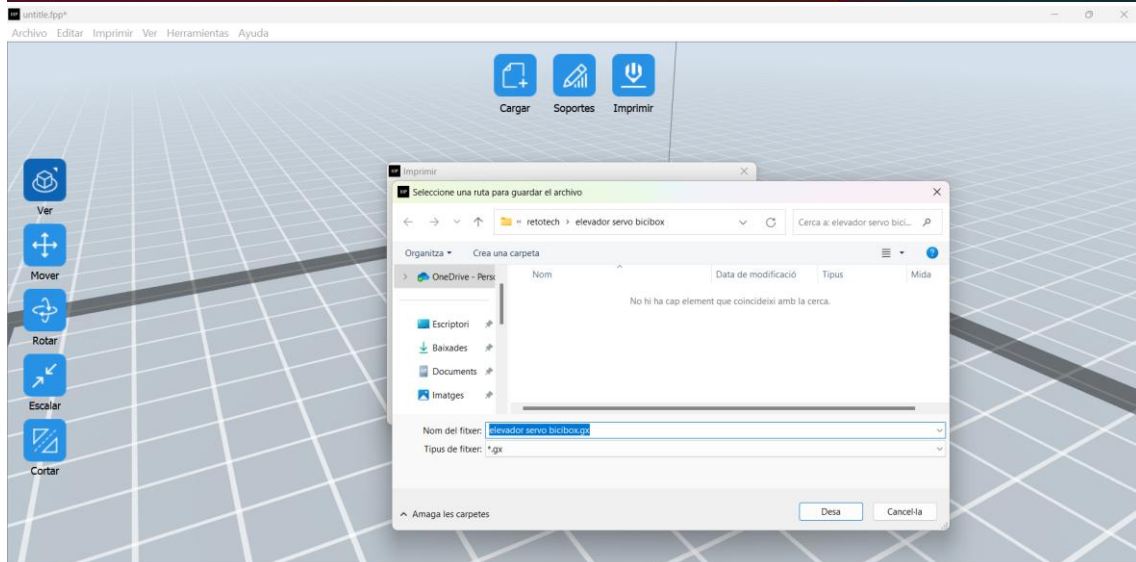 untitle.fpp*
Archivo Editar Imprimir Ver Herramientas Ayuda
Cargar Soportes Imprimir
Ver
Mover
Rotar
Escalar
Cortar
Imprimir
Seleccione una ruta para guardar el archivo
« retotech › elevador servo bicibox
Cerca a: elevador servo bici...
Organitza Crea una carpeta
OneDrive - Perso
Nom Data de modificació Tipus Mida
No hi ha cap element que coincideixi amb la cerca.
Escriptori
Baixades
Documents
Imatges
Nom del fitxer: elevador servo bicibox.gx
Tipus de fitxer: *.gx
Amaga les carpetes
Desa Cancel·la